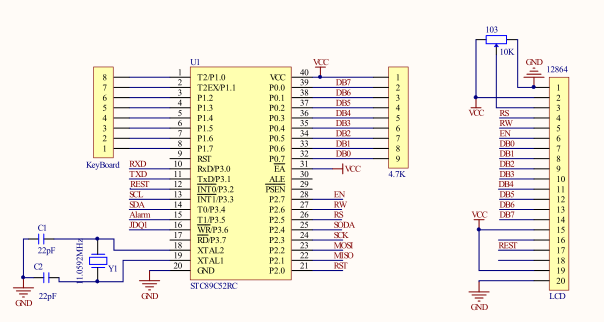 103
10K
VCC
GND
12864
U1
VCC
8
7
6
5
4
3
2
1
KeyBoard
1 T2/P1.0 VCC 40
2 T2EX/P1.1 P0.0 39 DB7
3 P1.2 P0.1 38 DB6
4 P1.3 P0.2 37 DB5
5 P1.4 P0.3 36 DB4
6 P1.5 P0.4 35 DB3
7 P1.6 P0.5 34 DB2
8 P1.7 P0.6 33 DB1
9 RST P0.7 32 DB0
RXD 10 RxD/P3.0 EA 31 VCC
TXD 11 TxD/P3.1 ALE 30
REST 12 INT0/P3.2 PSEN 29
SCL 13 INT1/P3.3 P2.7 28 EN
SDA 14 T0/P3.4 P2.6 27 RW
Alarm 15 T1/P3.5 P2.5 26 RS
JDQ1 16 WR/P3.6 P2.4 25 SODA
17 RD/P3.7 P2.3 24 SCK
18 XTAL2 P2.2 23 MOSI
19 XTAL1 P2.1 22 MISO
20 GND P2.0 21 RST
STC89C52RC
GND
1
2
3
4
5
6
7
8
9
4.7K
C1
22pF
C2
22pF
11.0592MHz
Y1
GND
1
2
3
RS 4
RW 5
EN 6
DB0 7
DB1 8
DB2 9
DB3 10
DB4 11
DB5 12
DB6 13
DB7 14
VCC 15
16
REST 17
18
19
20
GND
LCD